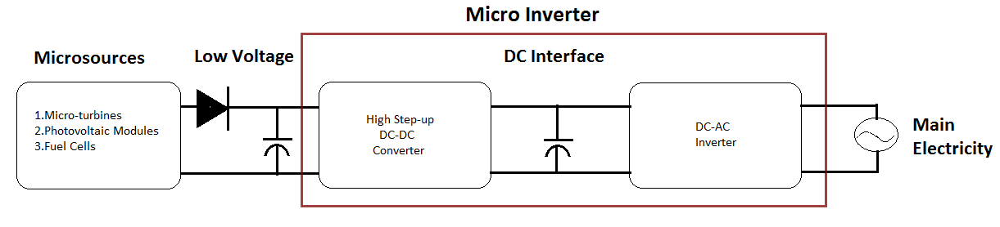 Micro Inverter
Microsources
Low Voltage
DC Interface
1.Micro-turbines
2.Photovoltaic Modules
3.Fuel Cells
High Step-up
DC-DC
Converter
DC-AC
Inverter
Main
Electricity